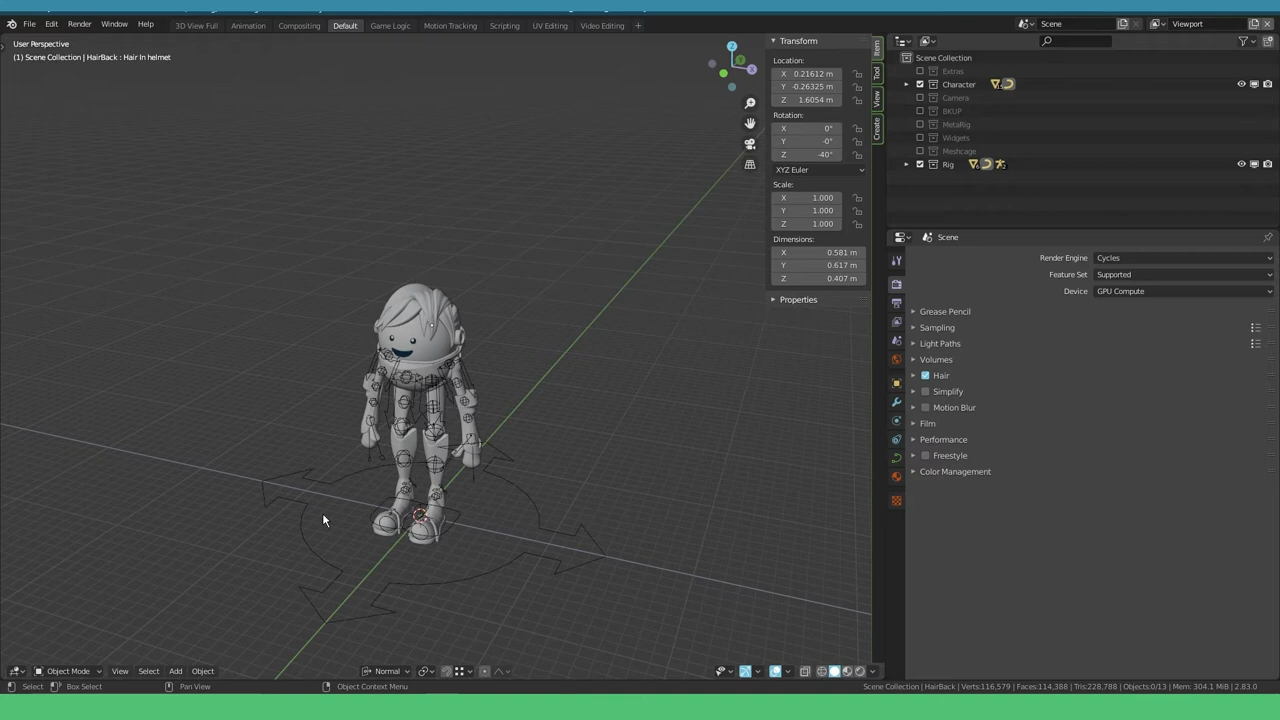 File Edit Render Window Help 3D View Full Animation Compositing Default Game Logic Motion Tracking Scripting UV Editing Video Editing + Scene Viewport
User Perspective
(1) Scene Collection | HairBack : Hair In helmet
Transform
Location:
X 0.21612 m
Y -0.26325 m
Z 1.6054 m
Rotation:
X 0°
Y -0°
Z -40°
XYZ Euler
Scale:
X 1.000
Y 1.000
Z 1.000
Dimensions:
X 0.581 m
Y 0.617 m
Z 0.407 m
Properties
Item
Tool
View
Create
Z
Y
X
Scene Collection
Extras
Character
Camera
BKUP
MetaRig
Widgets
Meshcage
Rig
Scene
Render Engine Cycles
Feature Set Supported
Device GPU Compute
Grease Pencil
Sampling
Light Paths
Volumes
Hair
Simplify
Motion Blur
Film
Performance
Freestyle
Color Management
Object Mode View Select Add Object Normal
Select Box Select Pan View Object Context Menu Scene Collection | HairBack | Verts:116,579 | Faces:114,388 | Tris:228,788 | Objects:0/13 | Mem: 304.1 MiB | 2.83.0